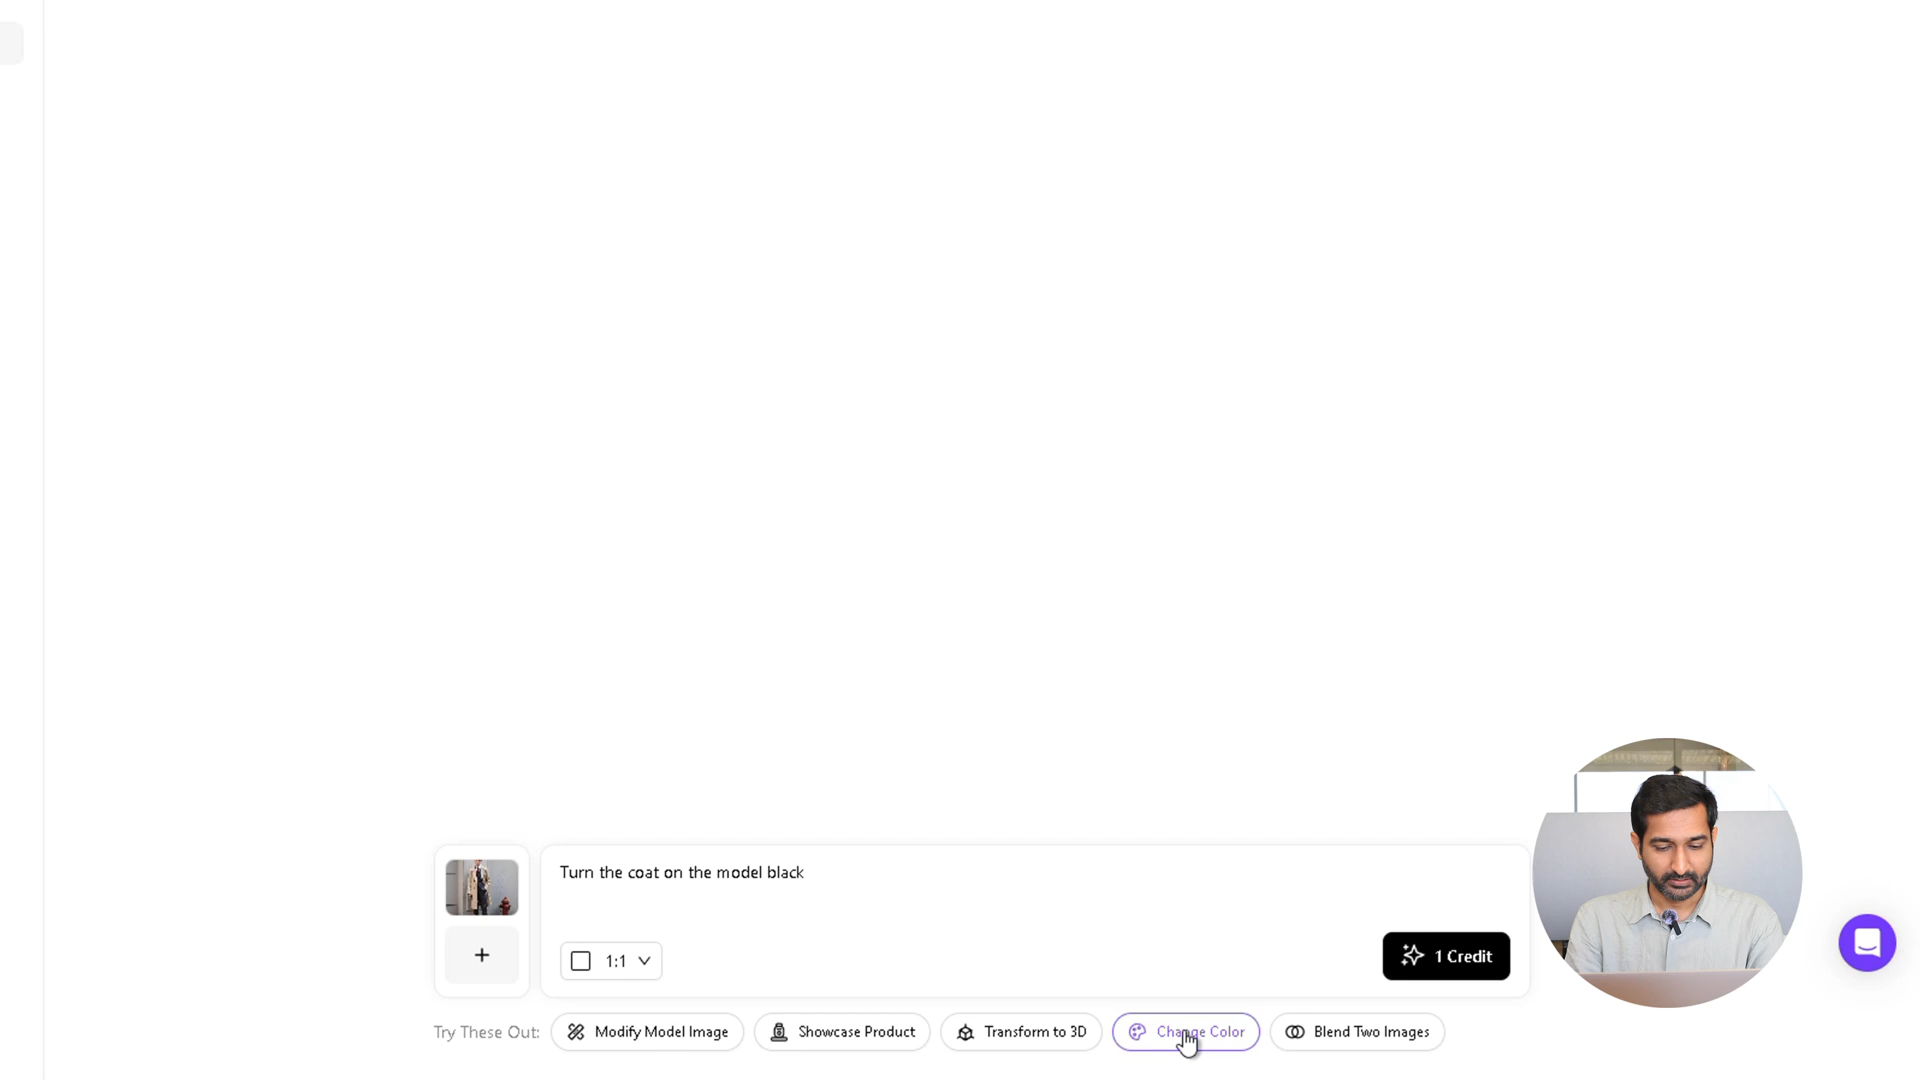 Turn the coat on the model black
1:1
1 Credit
Try These Out:
Modify Model Image
Showcase Product
Transform to 3D
Change Color
Blend Two Images